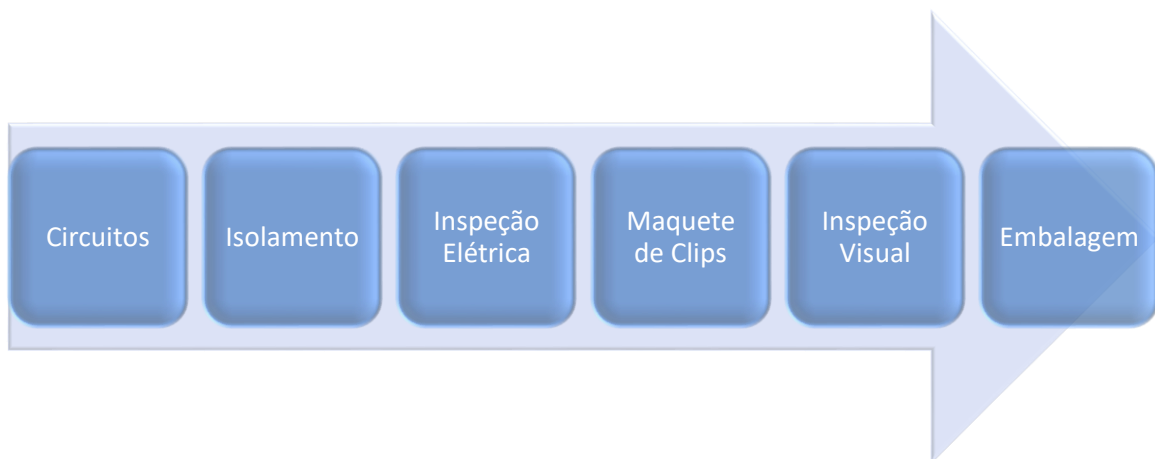 Circuitos
Isolamento
Inspeção
Elétrica
Maquete
de Clips
Inspeção
Visual
Embalagem